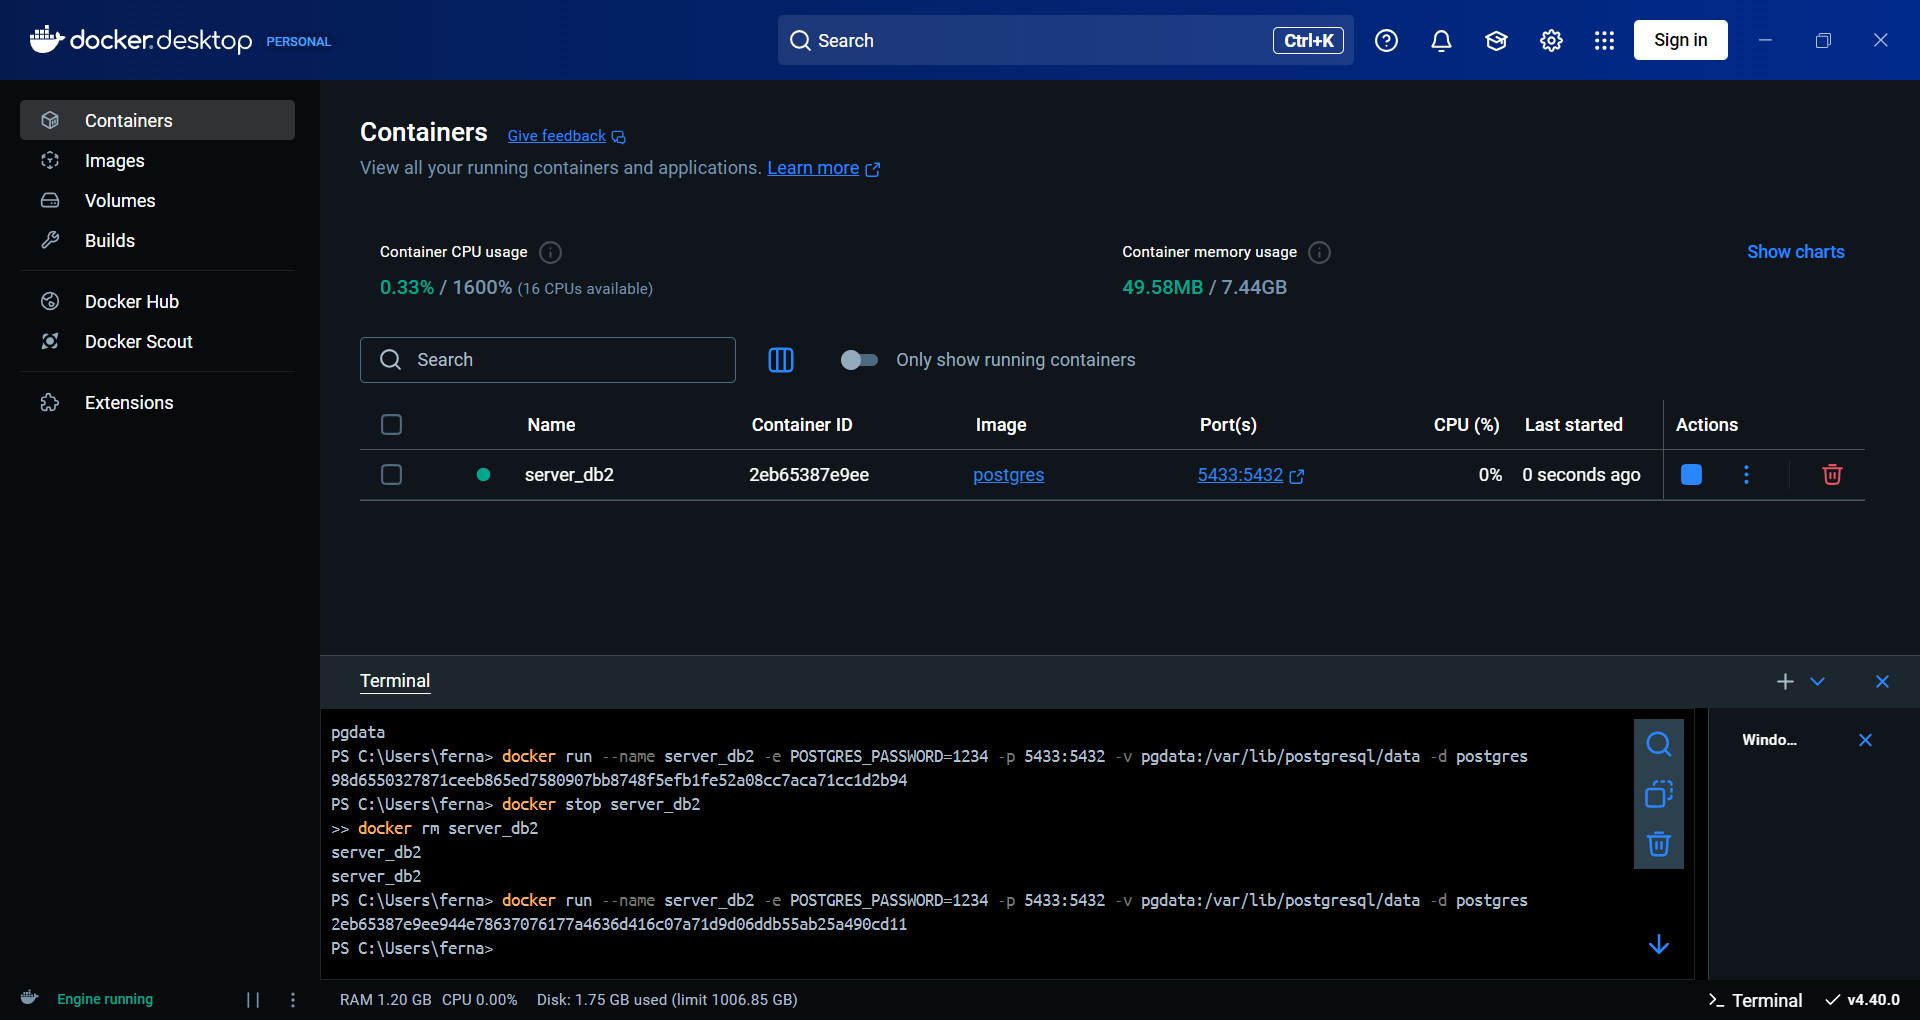 docker.desktop PERSONAL
Search
Ctrl+K
Sign in
Containers
Images
Volumes
Builds
Docker Hub
Docker Scout
Extensions
Containers Give feedback
View all your running containers and applications. Learn more
Container CPU usage
0.33% / 1600% (16 CPUs available)
Container memory usage
49.58MB / 7.44GB
Show charts
Search
Only show running containers
Name Container ID Image Port(s) CPU (%) Last started Actions
server_db2 2eb65387e9ee postgres 5433:5432 0% 0 seconds ago
Terminal
pgdata
PS C:\Users\ferna> docker run --name server_db2 -e POSTGRES_PASSWORD=1234 -p 5433:5432 -v pgdata:/var/lib/postgresql/data -d postgres
98d6550327871ceeb865ed7580907bb8748f5efb1fe52a08cc7aca71cc1d2b94
PS C:\Users\ferna> docker stop server_db2
>> docker rm server_db2
server_db2
server_db2
PS C:\Users\ferna> docker run --name server_db2 -e POSTGRES_PASSWORD=1234 -p 5433:5432 -v pgdata:/var/lib/postgresql/data -d postgres
2eb65387e9ee944e78637076177a4636d416c07a71d9d06ddb55ab25a490cd11
PS C:\Users\ferna>
Windo...
Engine running
RAM 1.20 GB CPU 0.00% Disk: 1.75 GB used (limit 1006.85 GB)
Terminal
v4.40.0